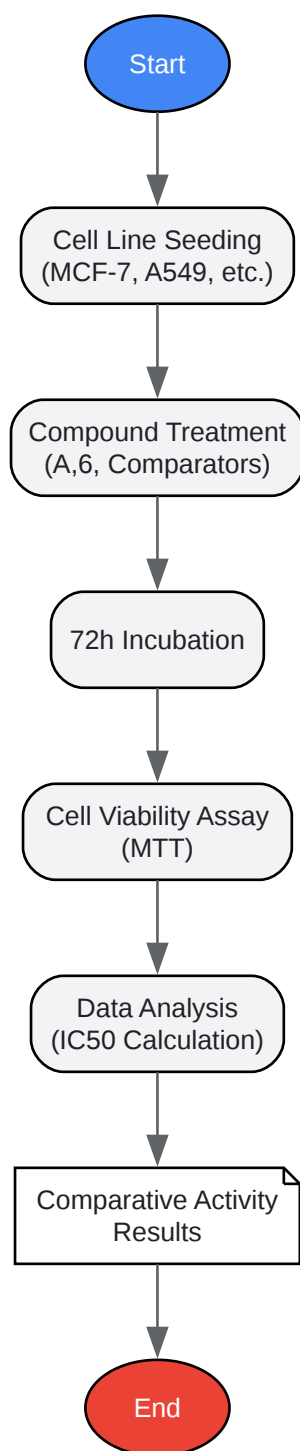 Start
Cell Line Seeding
(MCF-7, A549, etc.)
Compound Treatment
(A,6, Comparators)
72h Incubation
Cell Viability Assay
(MTT)
Data Analysis
(IC50 Calculation)
Comparative Activity
Results
End